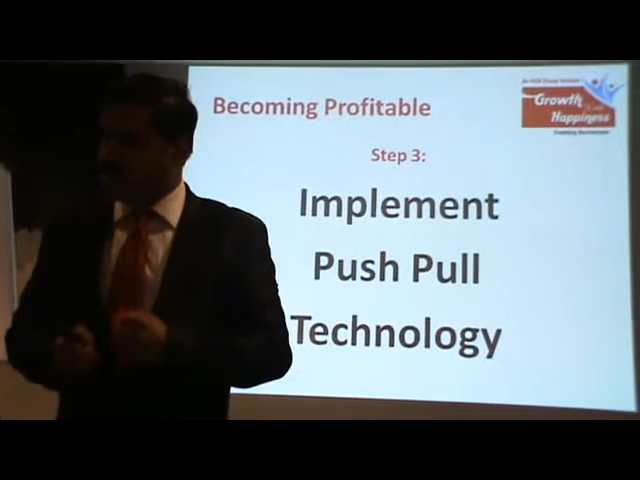 Becoming Profitable
Growth
Happiness
Step 3:
Implement
Push Pull
Technology